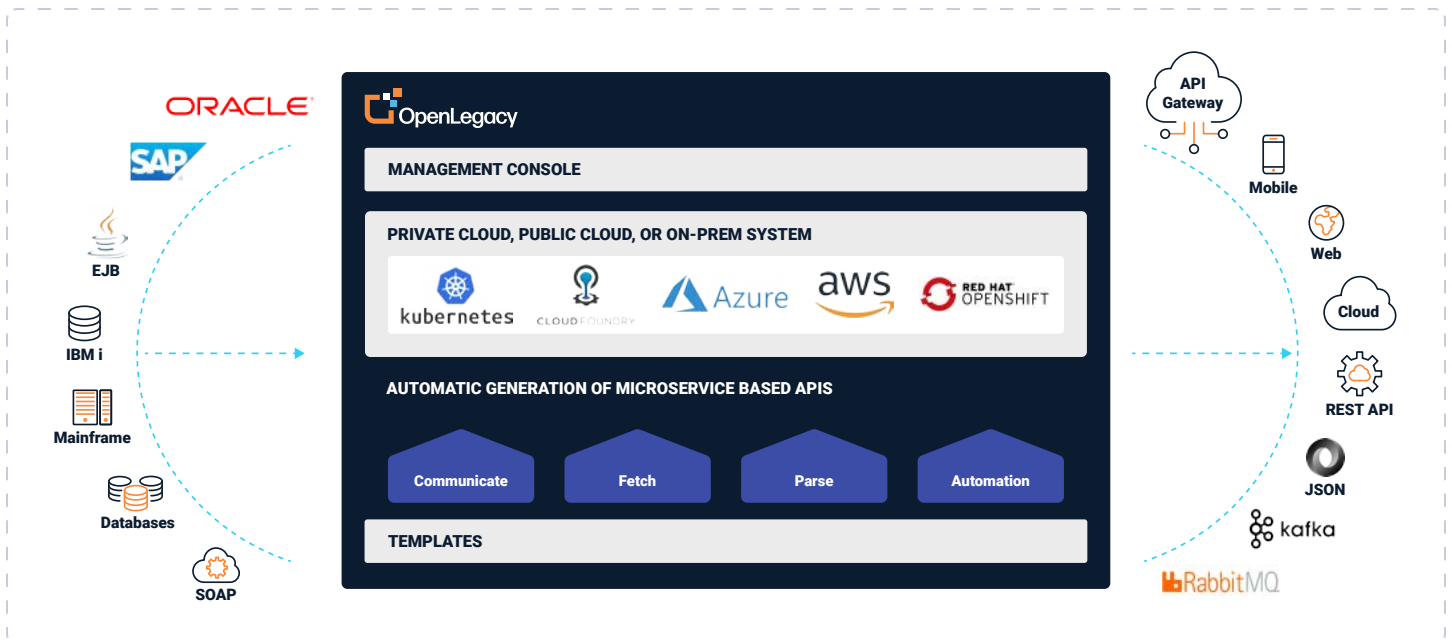 ORACLE
SAP
EJB
IBM i
Mainframe
Databases
SOAP
OpenLegacy
MANAGEMENT CONSOLE
PRIVATE CLOUD, PUBLIC CLOUD, OR ON-PREM SYSTEM
kubernetes
CLOUD FOUNDRY
Azure
aws
RED HAT
OPENSHIFT
AUTOMATIC GENERATION OF MICROSERVICE BASED APIS
Communicate
Fetch
Parse
Automation
TEMPLATES
API
Gateway
Mobile
Web
Cloud
REST API
JSON
kafka
RabbitMQ